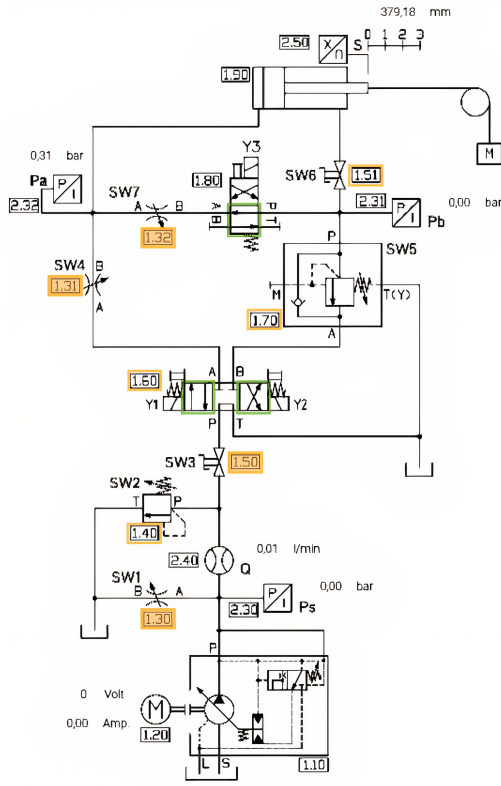 379,18 mm
2.50 X n S 0 1 2 3
1.90
M
0,31 bar
Y3
1.80
SW6 1.51
Pa P I
SW7
2.31 P I 0,00 bar
2.32
A B A P
B T
Pb
1.32
P SW5
SW4 B
1.31
M T(Y)
A
1.70
A
1.60 A B
Y1 Y2
P T
SW3 1.50
SW2
T P
1.40
2.40 Q 0,01 l/min
SW1
B A
0,00 bar
2.30 P I Ps
1.30
P
0 Volt
M
0,00 Amp.
1.20
L S 1.10